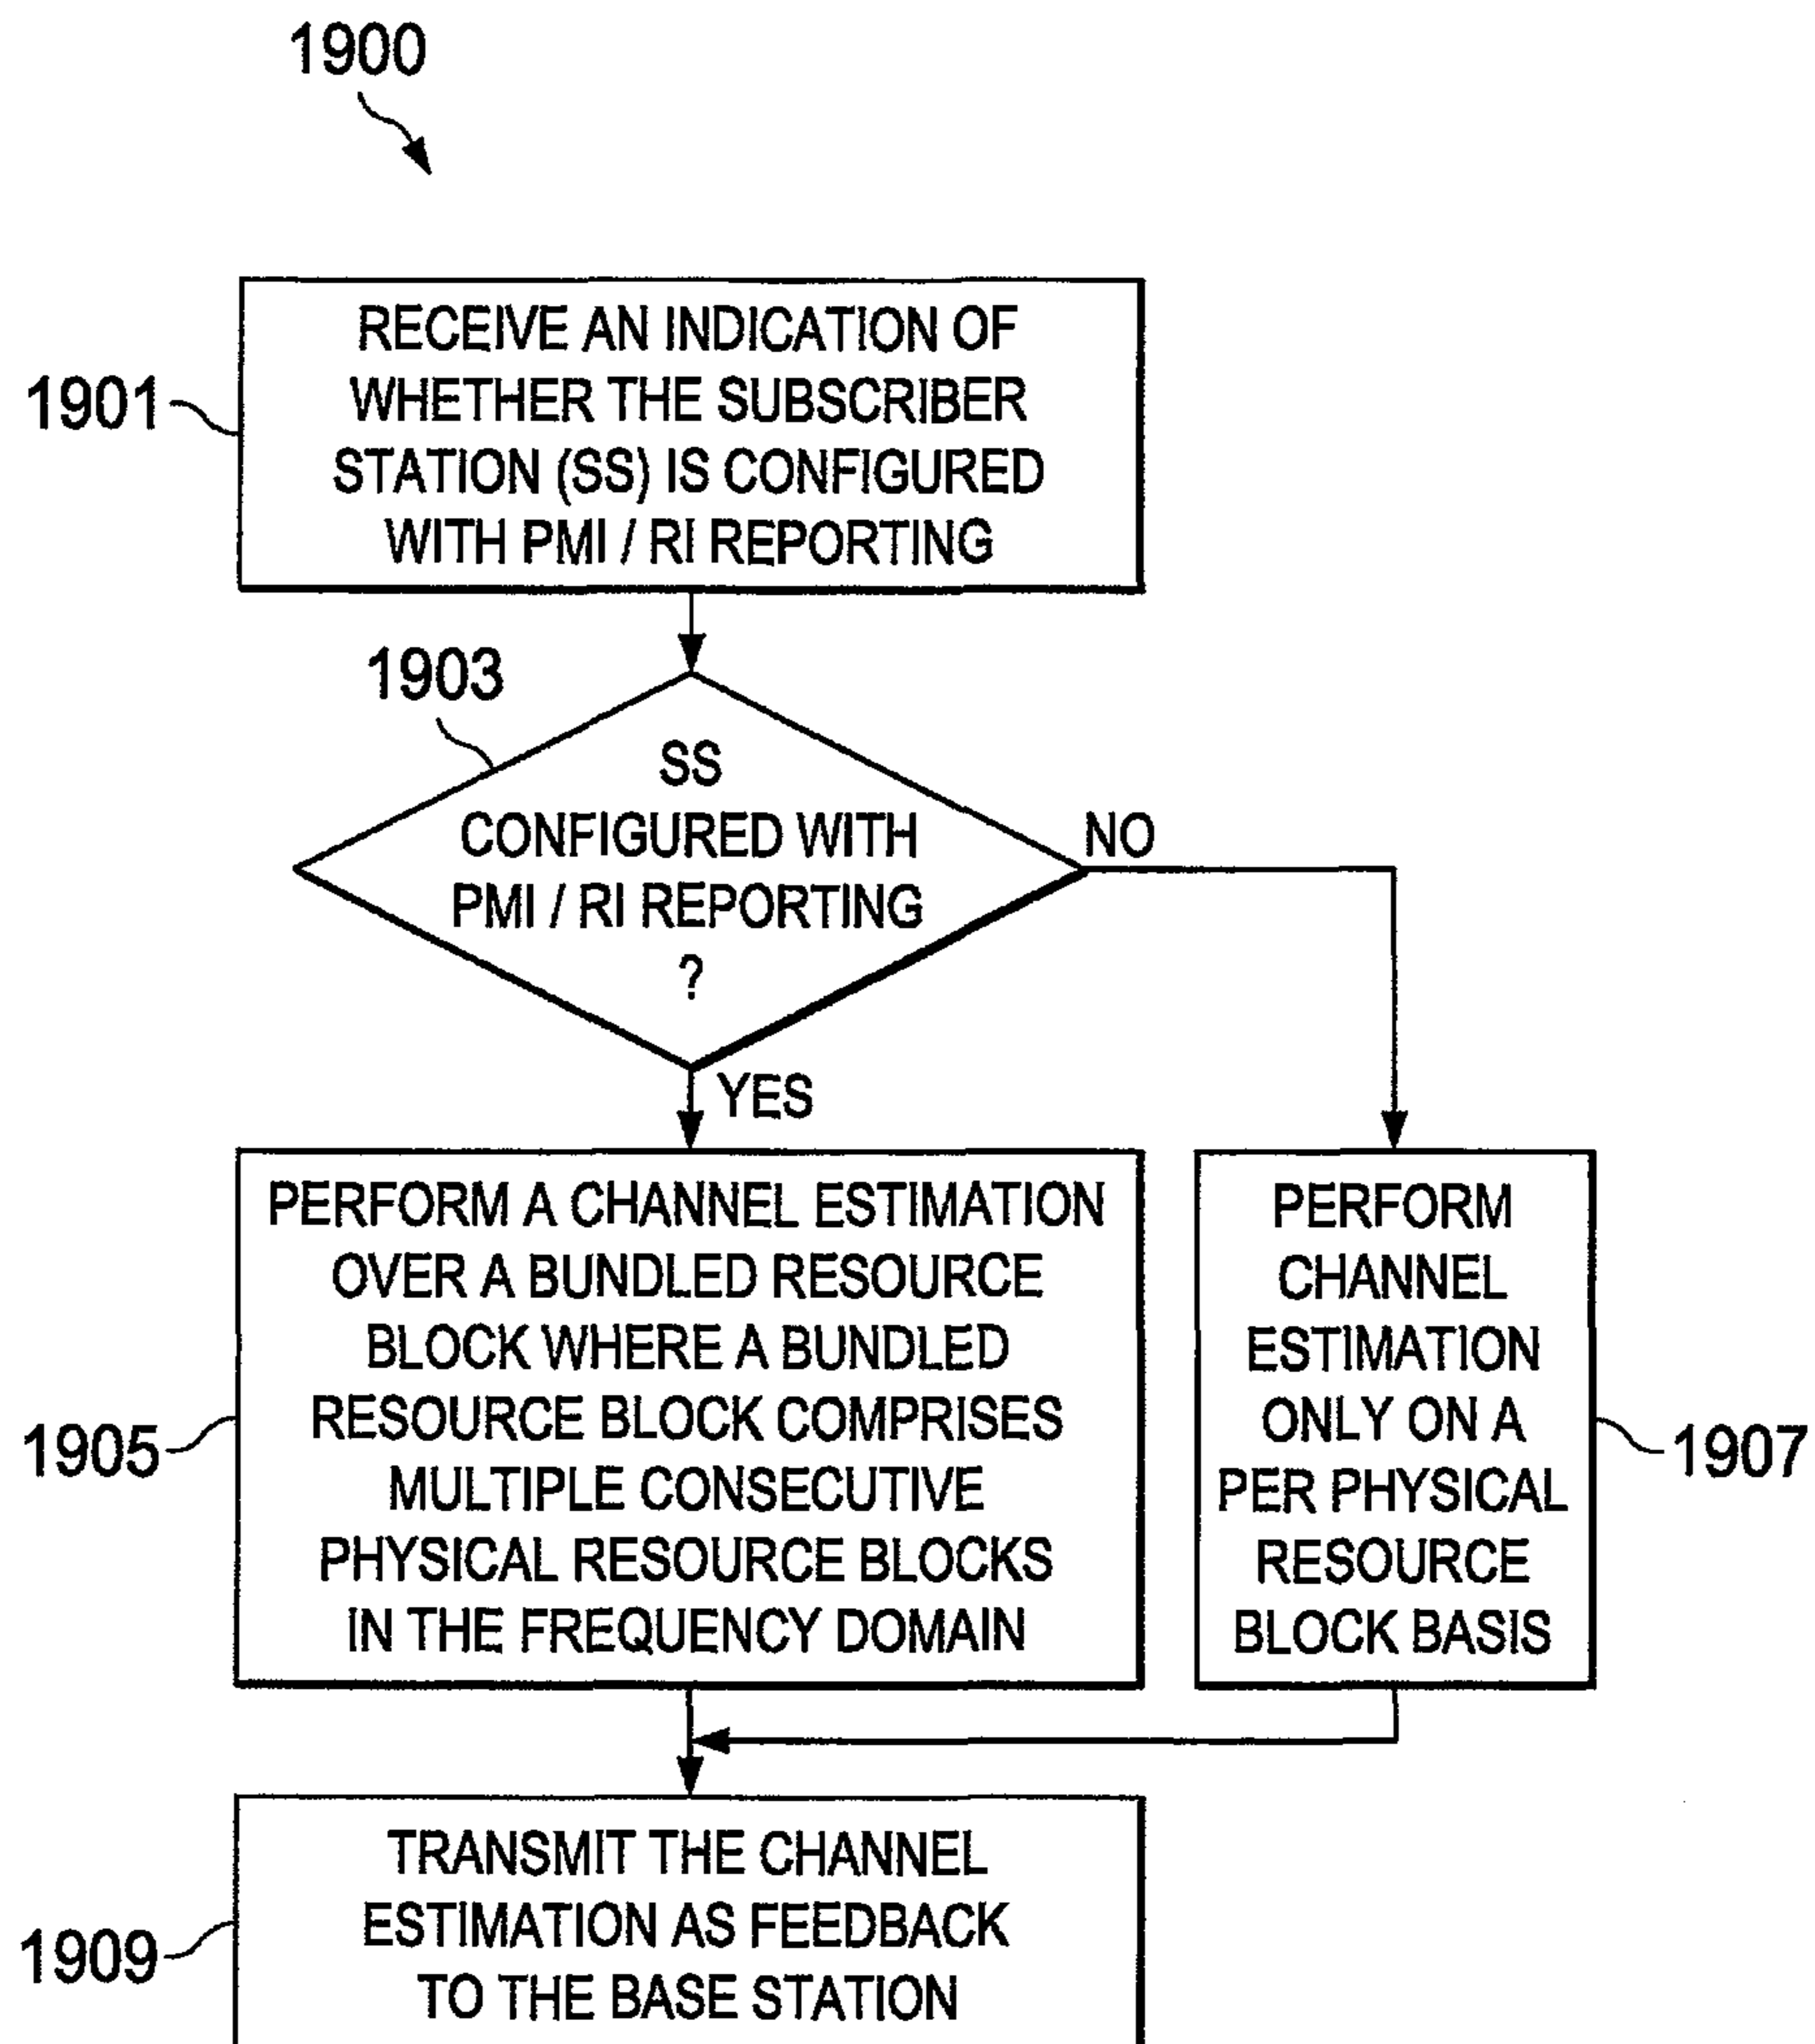 1900
1901
RECEIVE AN INDICATION OF
WHETHER THE SUBSCRIBER
STATION (SS) IS CONFIGURED
WITH PMI / RI REPORTING
1903
SS
CONFIGURED WITH
PMI / RI REPORTING
?
NO
YES
1905
PERFORM A CHANNEL ESTIMATION
OVER A BUNDLED RESOURCE
BLOCK WHERE A BUNDLED
RESOURCE BLOCK COMPRISES
MULTIPLE CONSECUTIVE
PHYSICAL RESOURCE BLOCKS
IN THE FREQUENCY DOMAIN
PERFORM
CHANNEL
ESTIMATION
ONLY ON A
PER PHYSICAL
RESOURCE
BLOCK BASIS
1907
1909
TRANSMIT THE CHANNEL
ESTIMATION AS FEEDBACK
TO THE BASE STATION